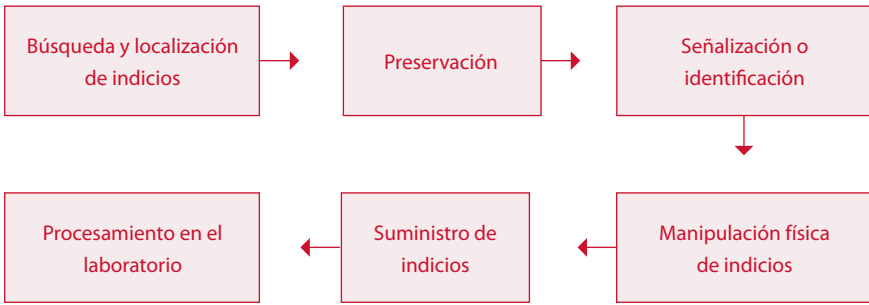 Búsqueda y localización
de indicios
Preservación
Señalización o
identificación
Manipulación física
de indicios
Suministro de
indicios
Procesamiento en el
laboratorio